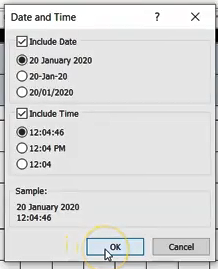 Date and Time
? ×
Include Date
20 January 2020
20-Jan-20
20/01/2020
Include Time
12:04:46
12:04 PM
12:04
Sample:
20 January 2020
12:04:46
OK
Cancel